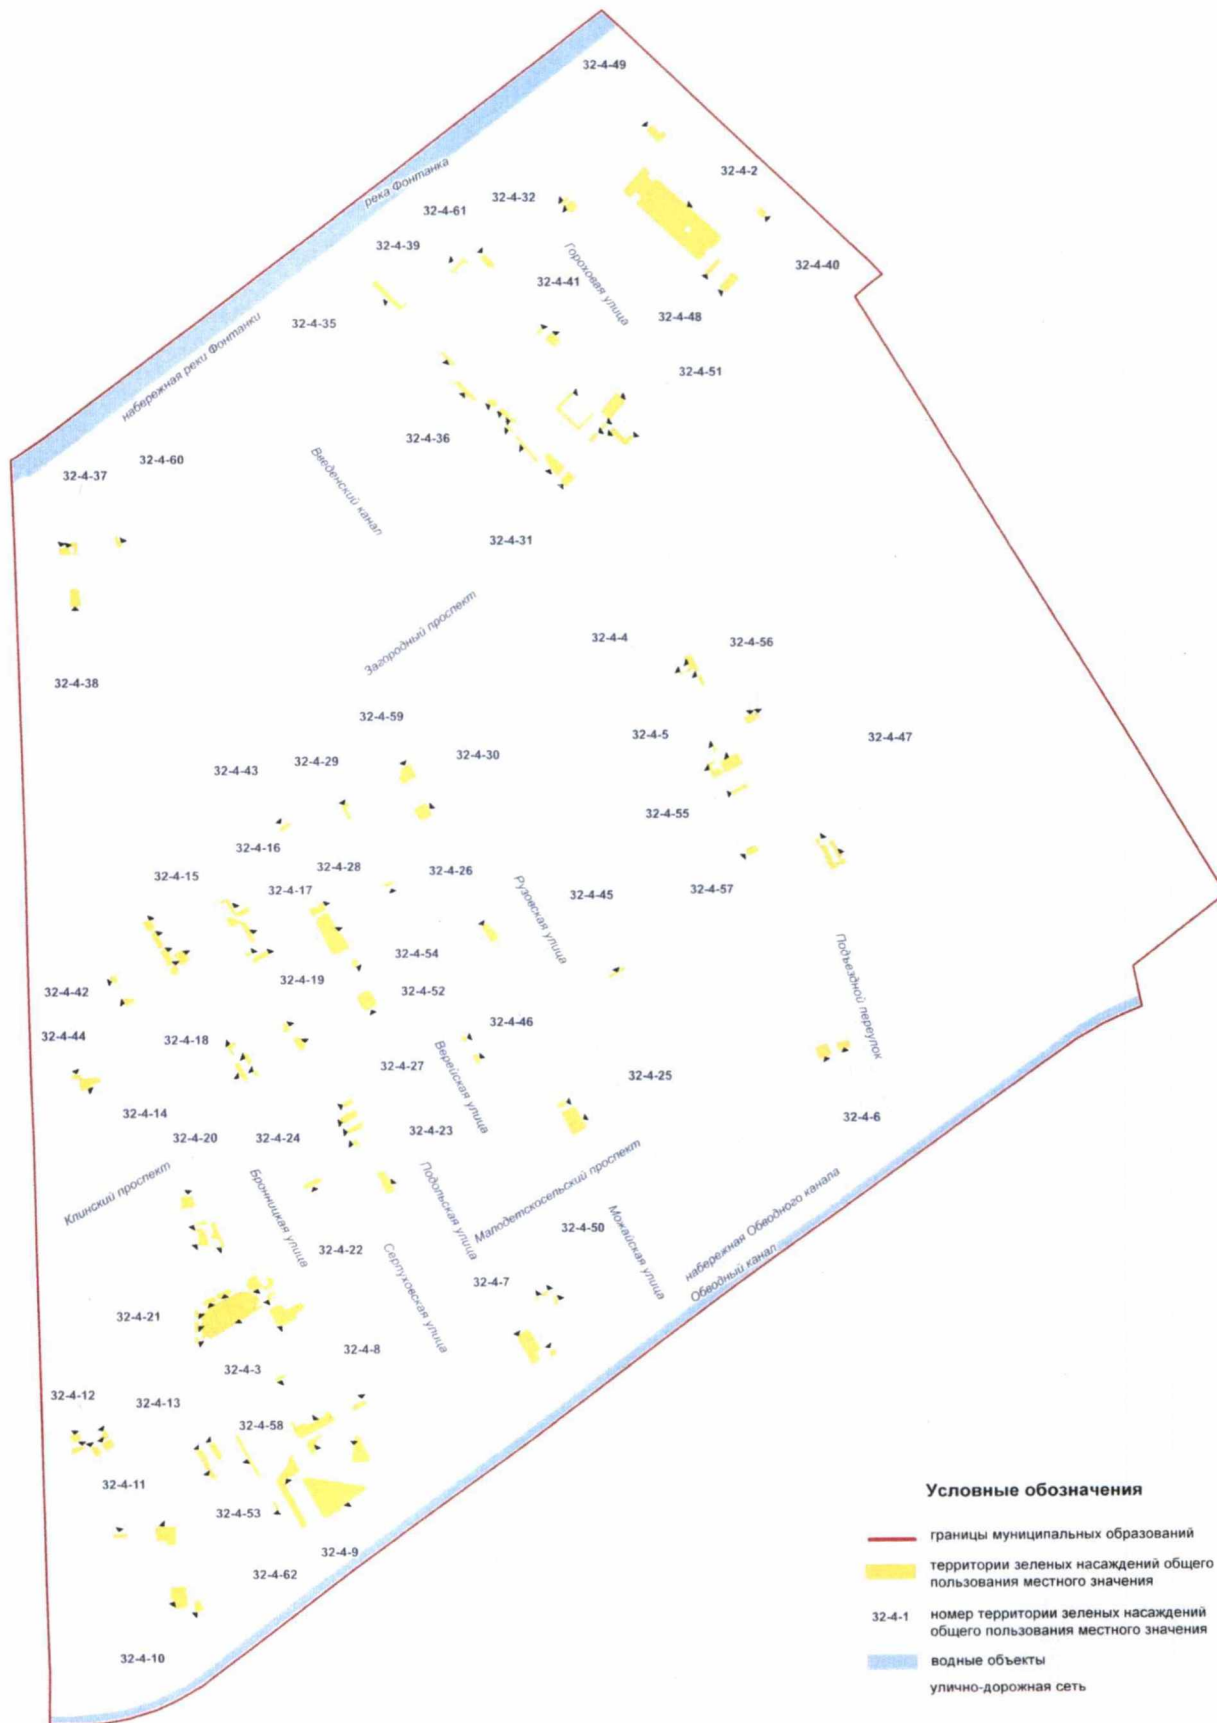 32-4-49
32-4-2
река Фонтанка
32-4-32
32-4-61
32-4-39
32-4-40
Гороховая улица
32-4-41
32-4-48
32-4-35
набережная реки Фонтанки
32-4-51
32-4-36
32-4-60
32-4-37
Введенский канал
32-4-31
Загородный проспект
32-4-4
32-4-56
32-4-38
32-4-59
32-4-5
32-4-47
32-4-30
32-4-29
32-4-43
32-4-55
32-4-16
32-4-28
32-4-26
32-4-15
32-4-17
32-4-57
32-4-45
Рузовская улица
32-4-54
Подъездной переулок
32-4-19
32-4-52
32-4-42
32-4-46
32-4-44
32-4-18
Верейская улица
32-4-27
32-4-25
32-4-14
32-4-6
32-4-20
32-4-24
32-4-23
Клинский проспект
Бронницкая улица
Подольская улица
Малодетскосельский проспект
32-4-50
Можайская улица
набережная Обводного канала
Обводный канал
32-4-22
Серпуховская улица
32-4-7
32-4-21
32-4-8
32-4-3
32-4-12
32-4-13
32-4-58
32-4-11
32-4-53
32-4-9
32-4-62
32-4-10
Условные обозначения
границы муниципальных образований
территории зеленых насаждений общего
пользования местного значения
32-4-1 номер территории зеленых насаждений
общего пользования местного значения
водные объекты
улично-дорожная сеть